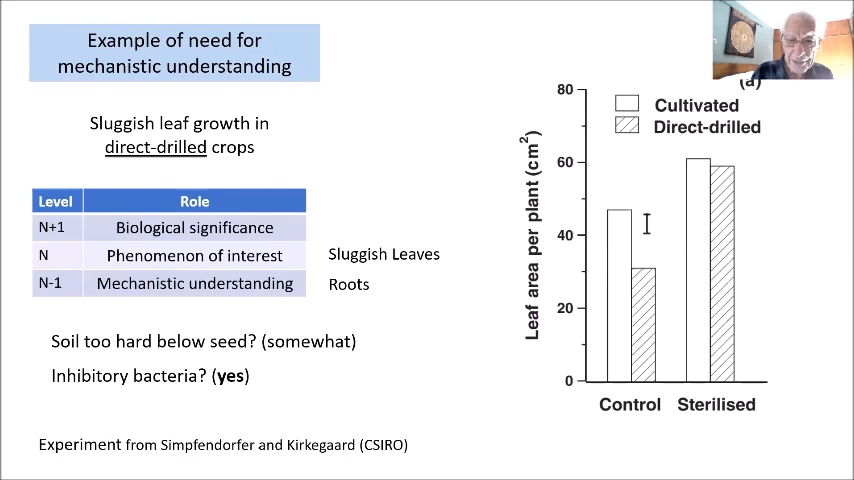 Example of need for
mechanistic understanding
Sluggish leaf growth in
direct-drilled crops
Level Role
N+1 Biological significance
N Phenomenon of interest Sluggish Leaves
N-1 Mechanistic understanding Roots
Soil too hard below seed? (somewhat)
Inhibitory bacteria? (yes)
Experiment from Simpfendorfer and Kirkegaard (CSIRO)
(a)
Cultivated
Direct-drilled
Leaf area per plant (cm²)
80
60
40
20
0
Control Sterilised